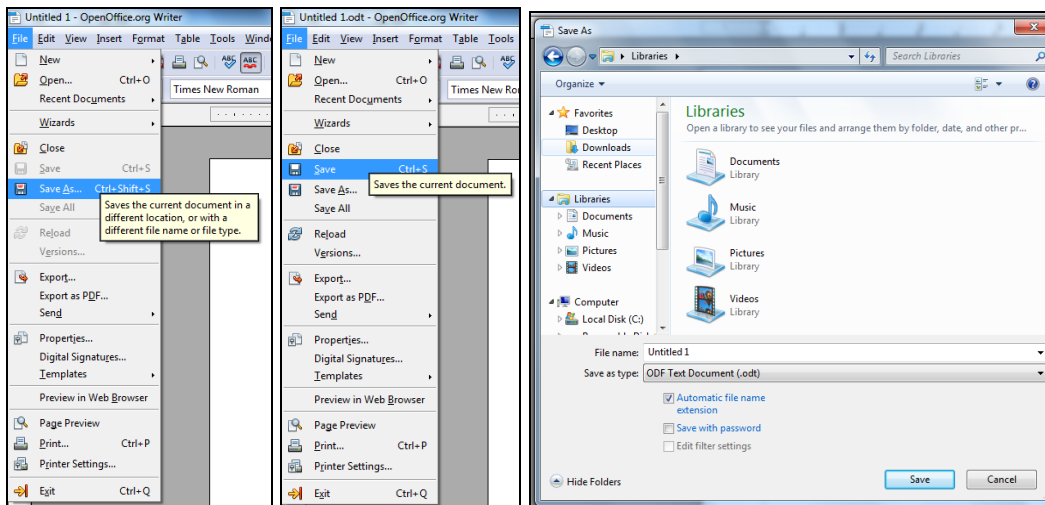 Untitled 1 - OpenOffice.org Writer
File Edit View Insert Format Table Tools Wind
New
Open... Ctrl+O
Recent Documents
Wizards
Close
Save Ctrl+S
Save As... Ctrl+Shift+S
Save All
Reload
Versions...
Export...
Export as PDF...
Send
Properties...
Digital Signatures...
Templates
Preview in Web Browser
Page Preview
Print... Ctrl+P
Printer Settings...
Exit Ctrl+Q
ABC ABC
Times New Roman
Saves the current document in a
different location, or with a
different file name or file type.
Untitled 1.odt - OpenOffice.org Writer
File Edit View Insert Format Table Tools
New
Open... Ctrl+O
Recent Documents
Wizards
Close
Save Ctrl+S
Save As...
Save All
Reload
Versions...
Export...
Export as PDF...
Send
Properties...
Digital Signatures...
Templates
Preview in Web Browser
Page Preview
Print... Ctrl+P
Printer Settings...
Exit Ctrl+Q
ABC
Times New Ro
Saves the current document.
Save As
Libraries
Search Libraries
Organize
Favorites
Desktop
Downloads
Recent Places
Libraries
Documents
Music
Pictures
Videos
Computer
Local Disk (C:)
Libraries
Open a library to see your files and arrange them by folder, date, and other pr...
Documents
Library
Music
Library
Pictures
Library
Videos
Library
File name: Untitled 1
Save as type: ODF Text Document (.odt)
Automatic file name
extension
Save with password
Edit filter settings
Hide Folders
Save Cancel